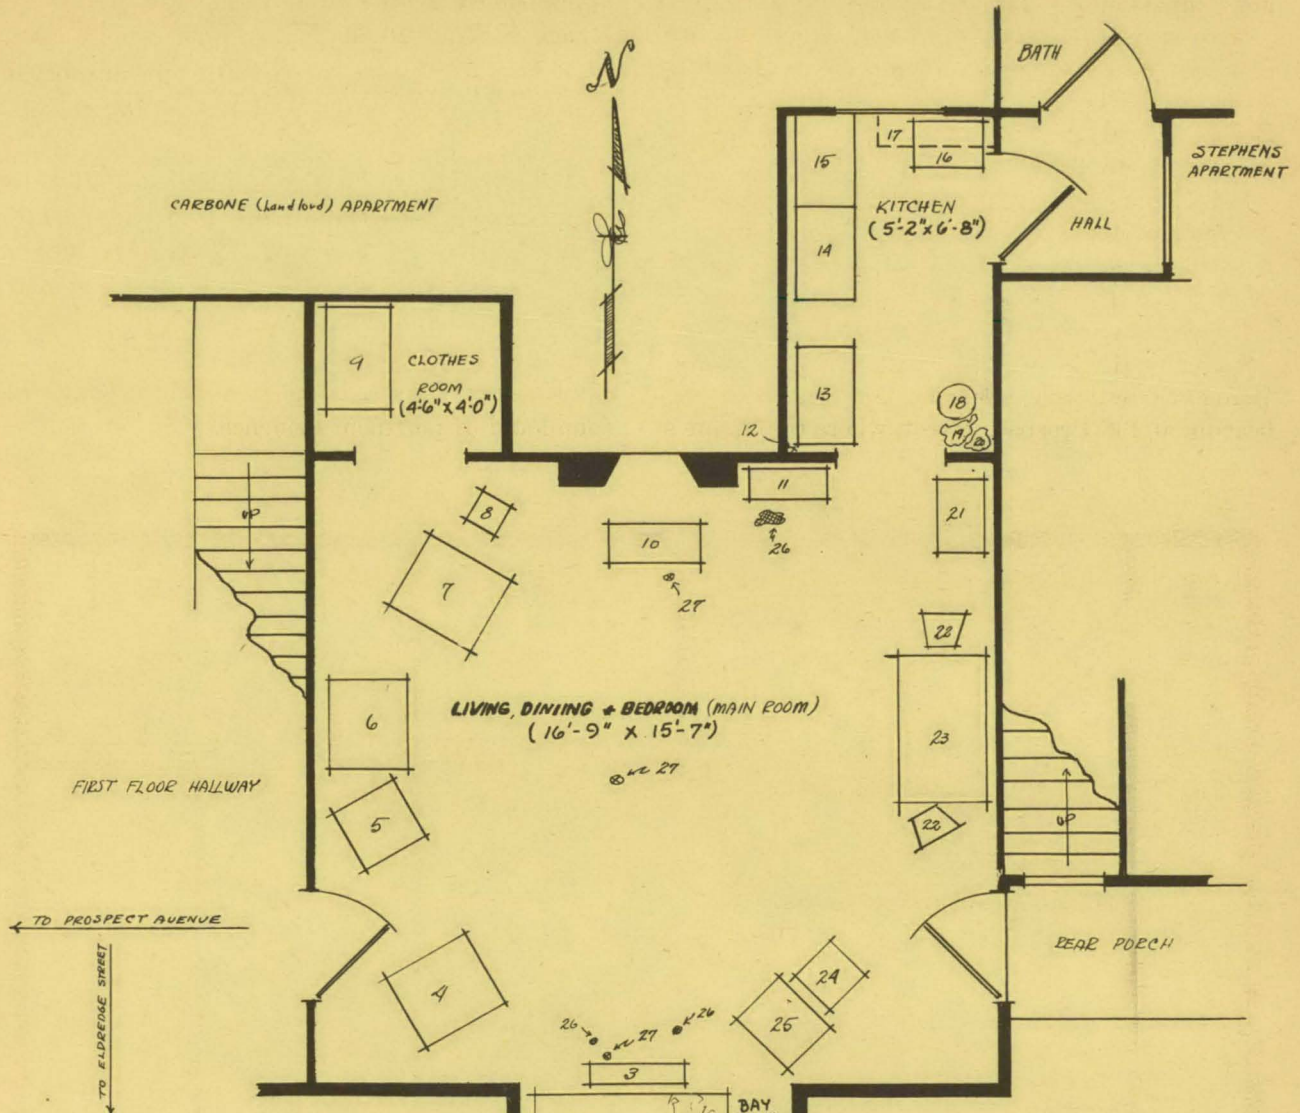 N
BATH
STEPHENS
APARTMENT
CARBONE (Landlord) APARTMENT
17
16
15
KITCHEN
(5'-2" x 6'-8")
HALL
14
9
CLOTHES
ROOM
(4'-6" x 4'-0")
13
18
19
20
12
11
UP
8
10
26
21
7
27
22
LIVING, DINING & BEDROOM (MAIN ROOM)
(16'-9" X 15'-7")
6
23
27
FIRST FLOOR HALLWAY
5
22
UP
TO PROSPECT AVENUE
TO ELDREDGE STREET
REAR PORCH
4
24
25
26
27
26
3
BAY